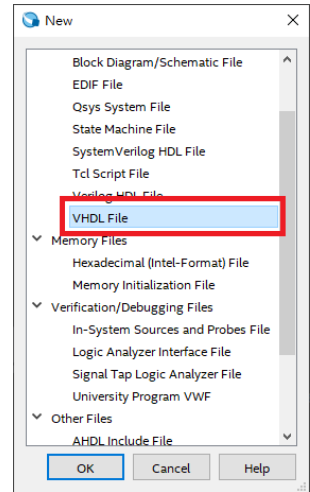 New
Block Diagram/Schematic File
EDIF File
Qsys System File
State Machine File
SystemVerilog HDL File
Tcl Script File
Verilog HDL File
VHDL File
Memory Files
Hexadecimal (Intel-Format) File
Memory Initialization File
Verification/Debugging Files
In-System Sources and Probes File
Logic Analyzer Interface File
Signal Tap Logic Analyzer File
University Program VWF
Other Files
AHDL Include File
OK Cancel Help